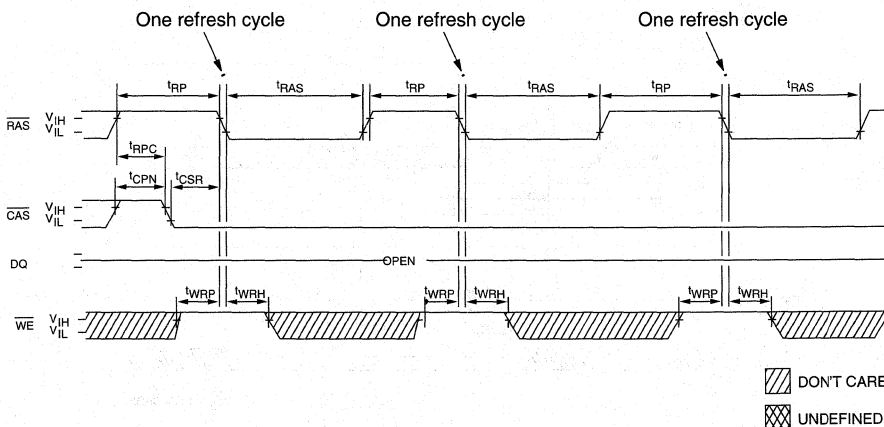 One refresh cycle One refresh cycle One refresh cycle
tRP tRAS tRP tRAS tRP tRAS
RAS VIH
VIL
tRPC
tCPN tCSR
CAS VIH
VIL
DQ OPEN
tWRP tWRH tWRP tWRH tWRP tWRH
WE VIH
VIL
DON'T CARE
UNDEFINED